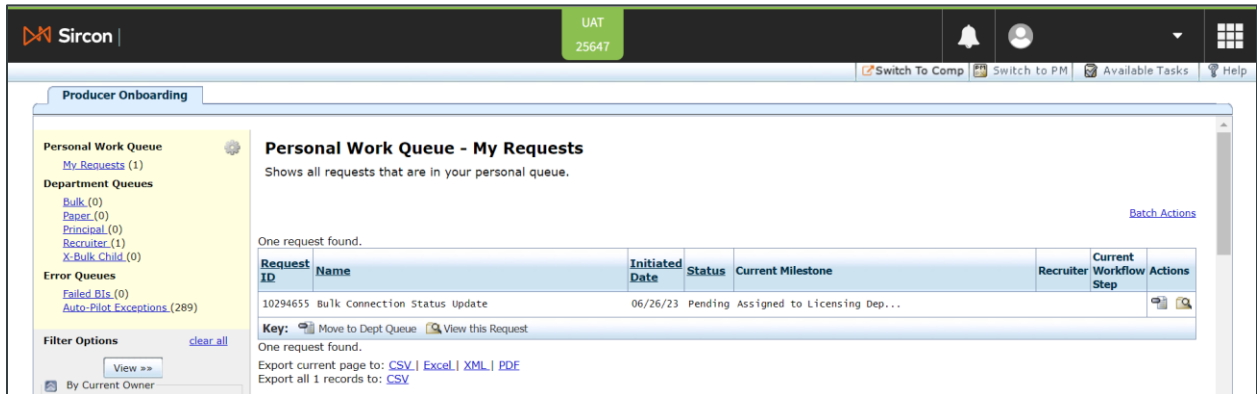 Sircon |
UAT
25647
Switch To Comp
Switch to PM
Available Tasks
Help
Producer Onboarding
Personal Work Queue
My Requests (1)
Department Queues
Bulk (0)
Paper (0)
Principal (0)
Recruiter (1)
X-Bulk Child (0)
Error Queues
Failed BIs (0)
Auto-Pilot Exceptions (289)
Filter Options clear all
View »»
By Current Owner
Personal Work Queue - My Requests
Shows all requests that are in your personal queue.
Batch Actions
One request found.
Request ID Name Initiated Date Status Current Milestone Recruiter Current Workflow Step Actions
10294655 Bulk Connection Status Update 06/26/23 Pending Assigned to Licensing Dep...
Key: Move to Dept Queue View this Request
One request found.
Export current page to: CSV | Excel | XML | PDF
Export all 1 records to: CSV